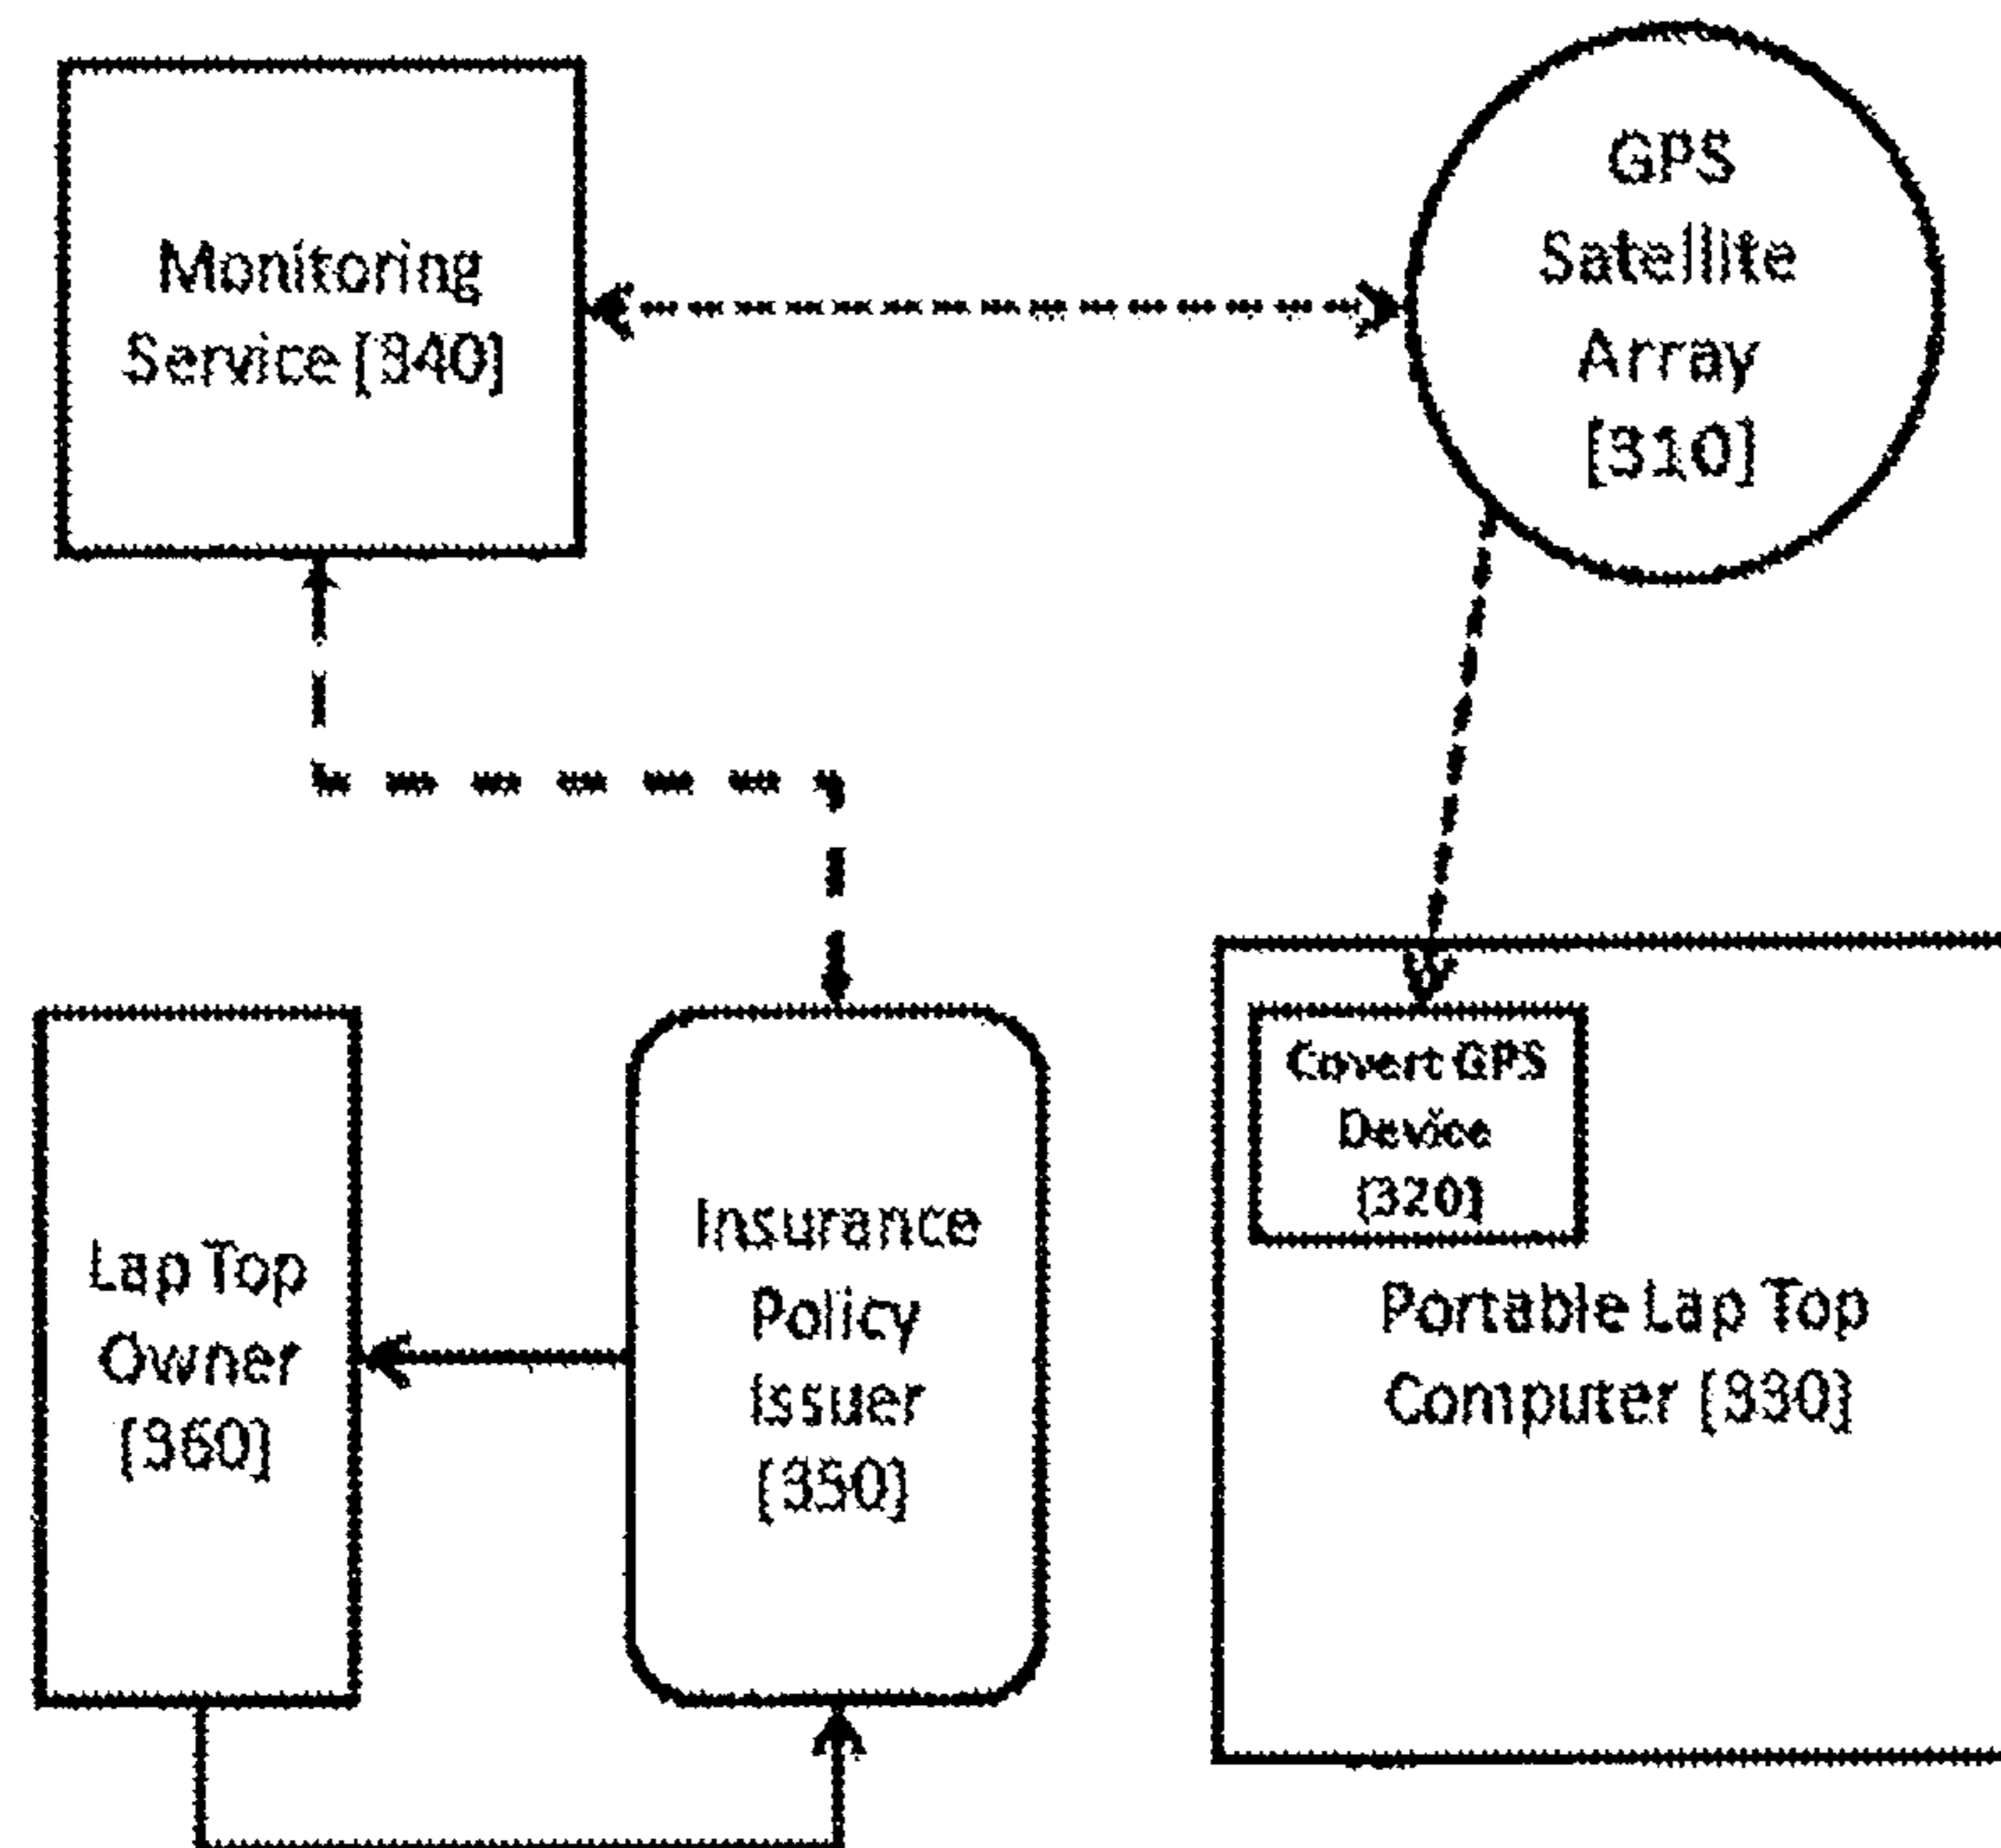 Monitoring
Service [340]
GPS
Satellite
Array
[310]
Covert GPS
Device
[320]
Portable Lap Top
Computer [330]
Insurance
Policy
Issuer
[350]
Lap Top
Owner
[360]